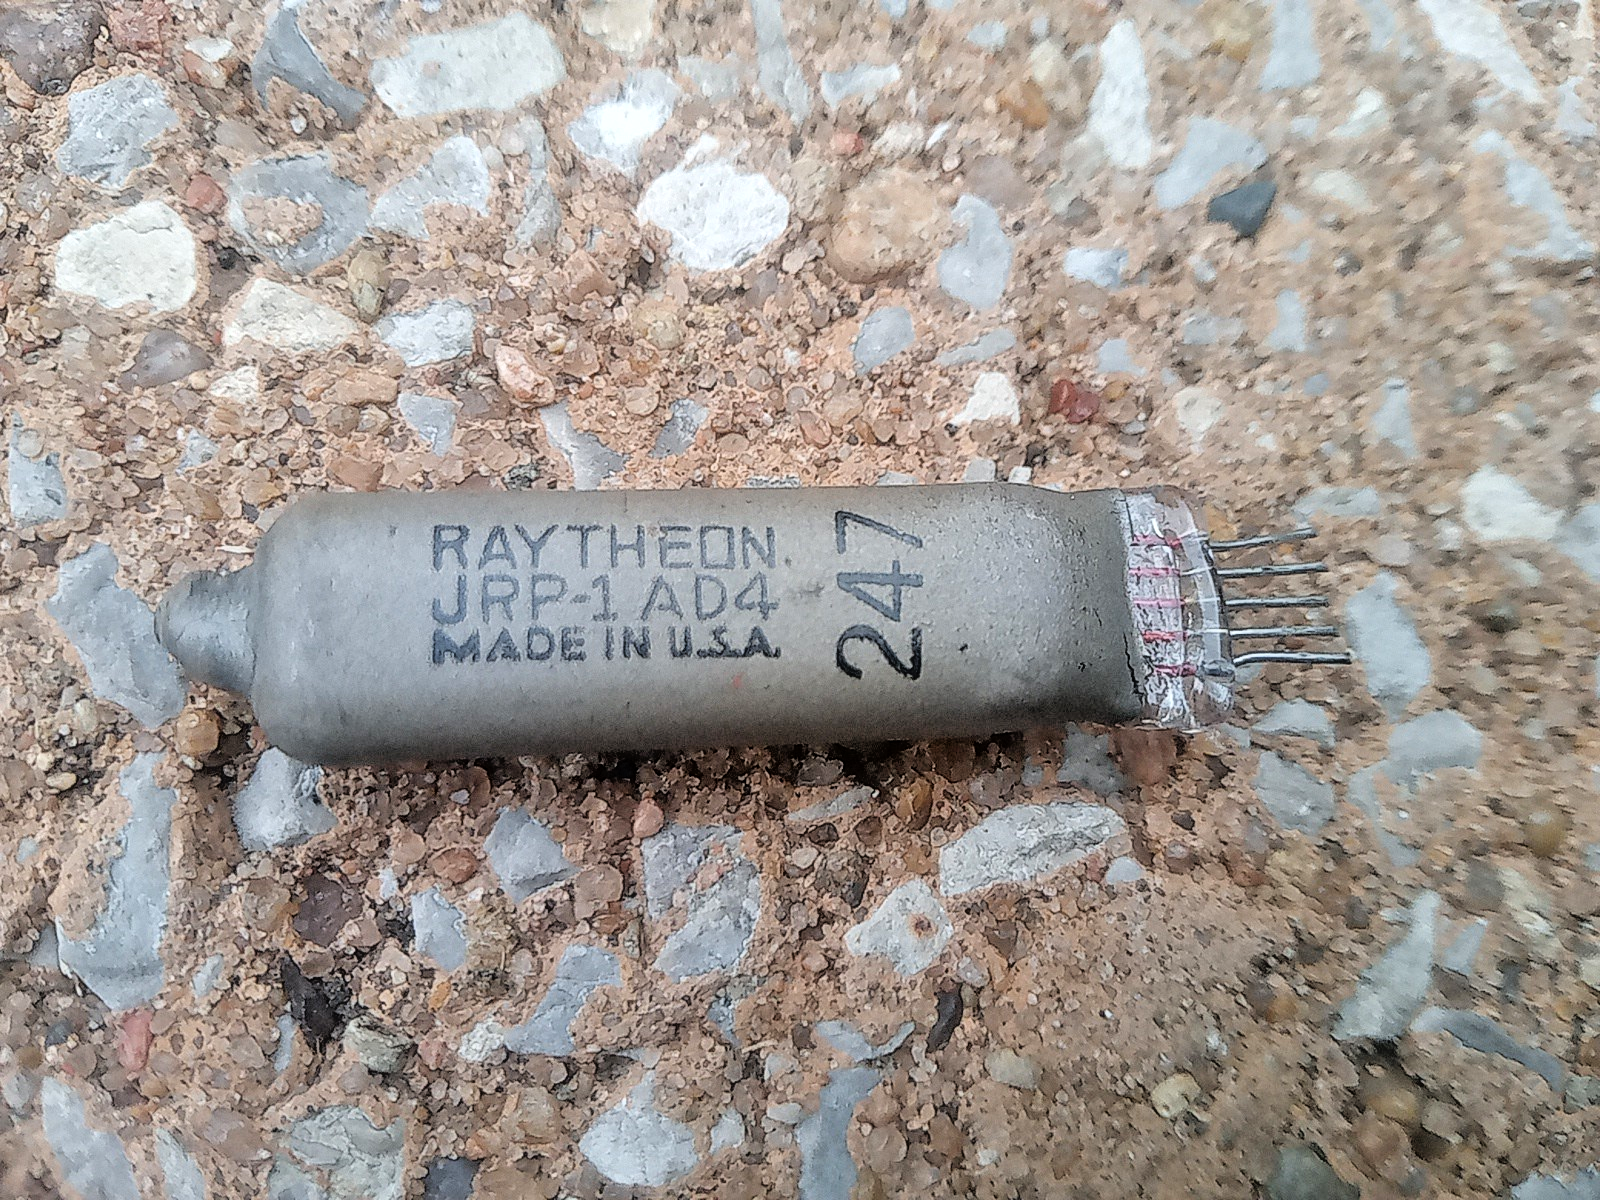 RAYTHEON
JRP-1AD4
MADE IN U.S.A.
247